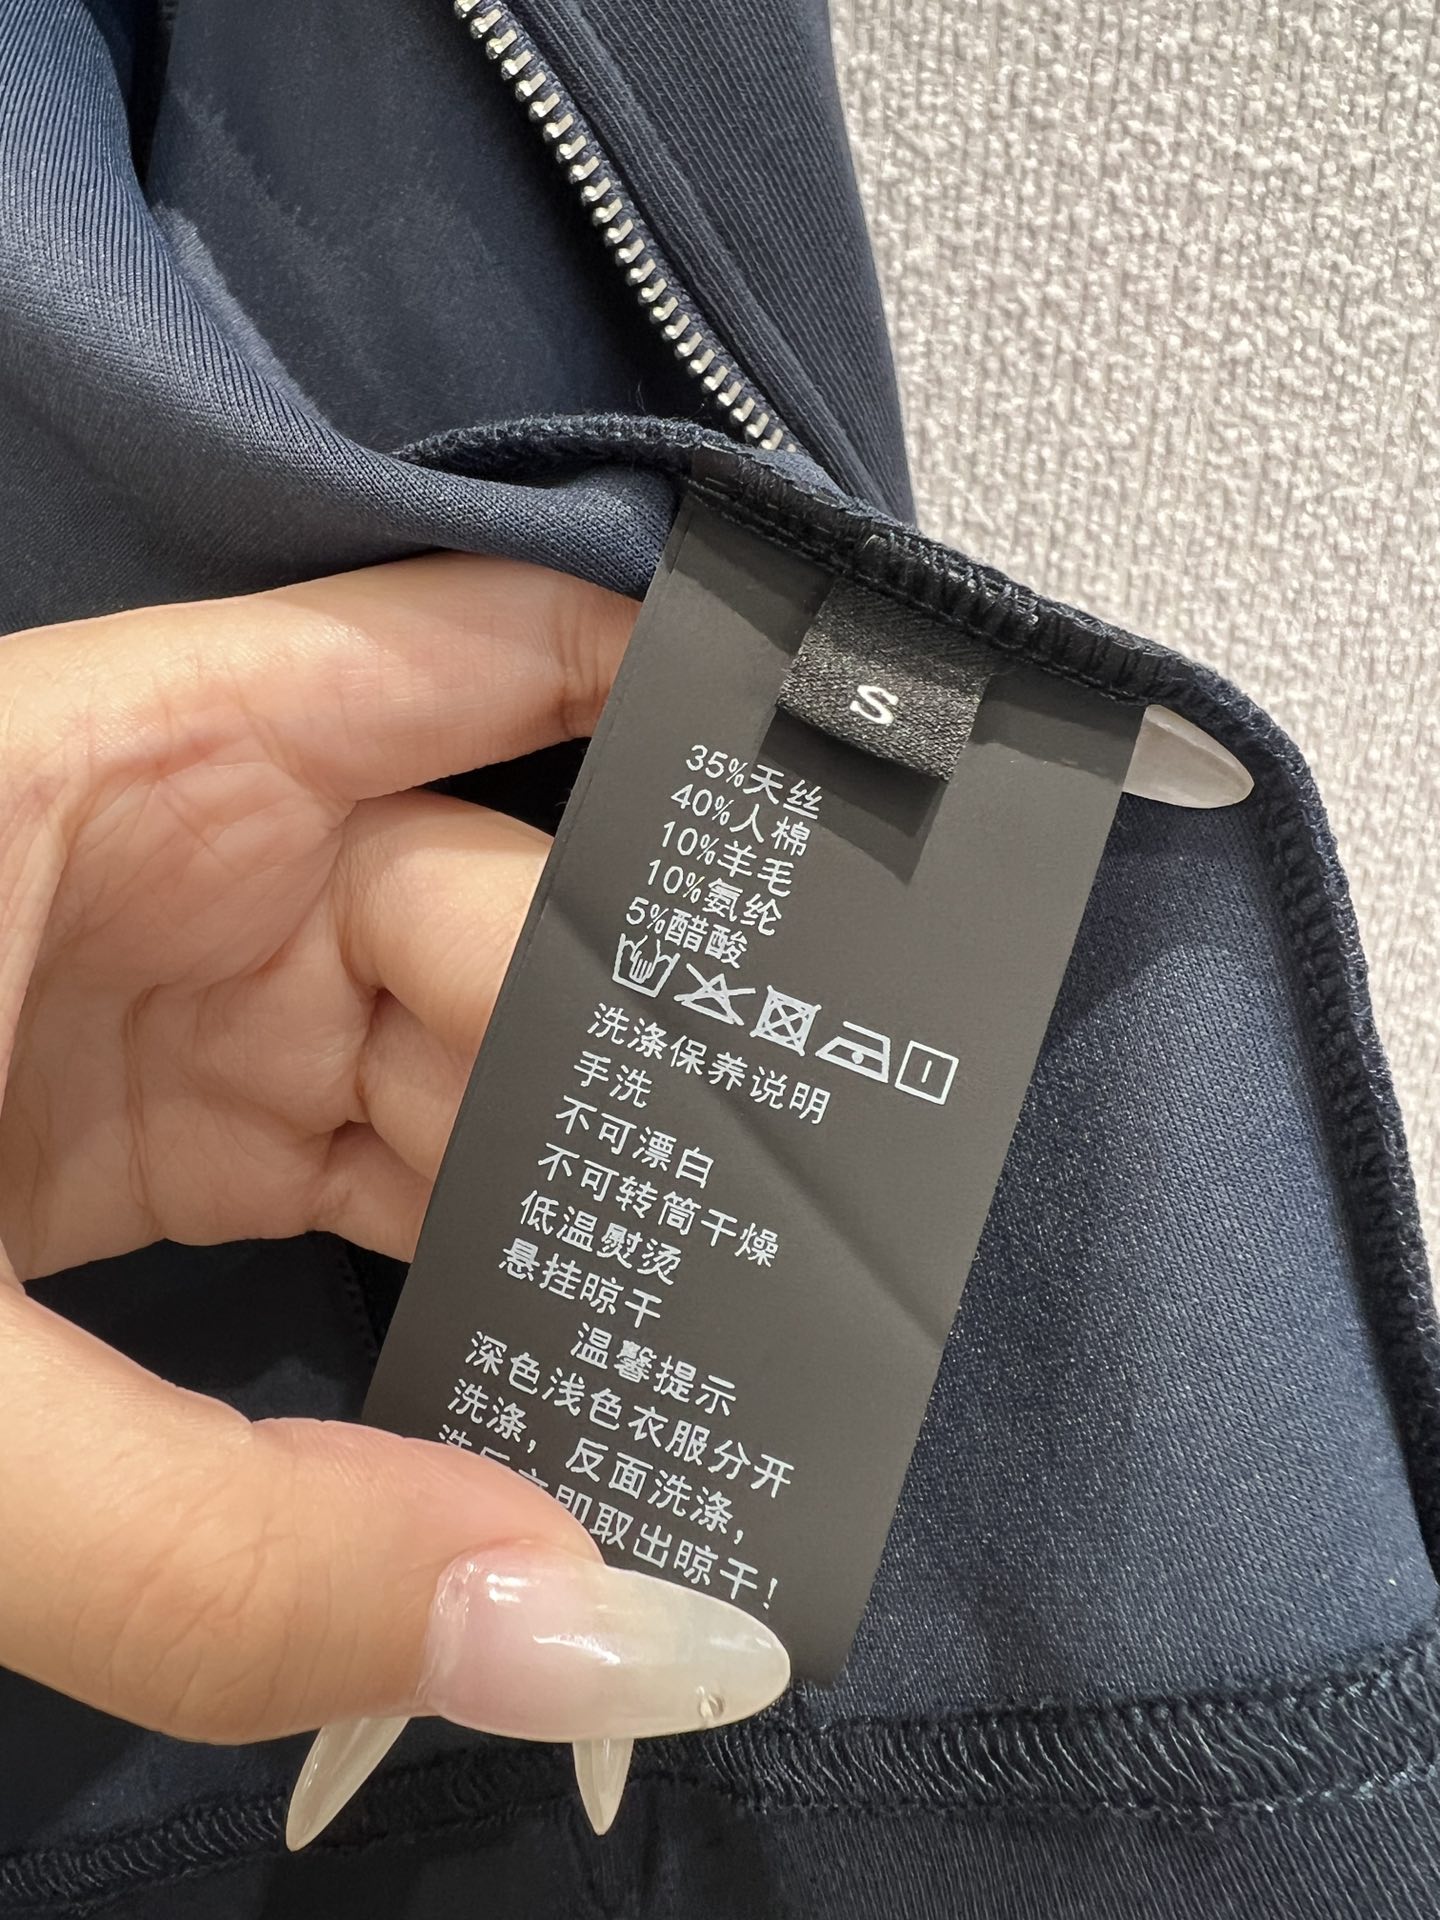 S
35%天丝
40%人棉
10%羊毛
10%氨纶
5%醋酸
洗涤保养说明
手洗
不可漂白
不可转筒干燥
低温熨烫
悬挂晾干
温馨提示
深色浅色衣服分开
洗涤，反面洗涤，
即取出晾干！